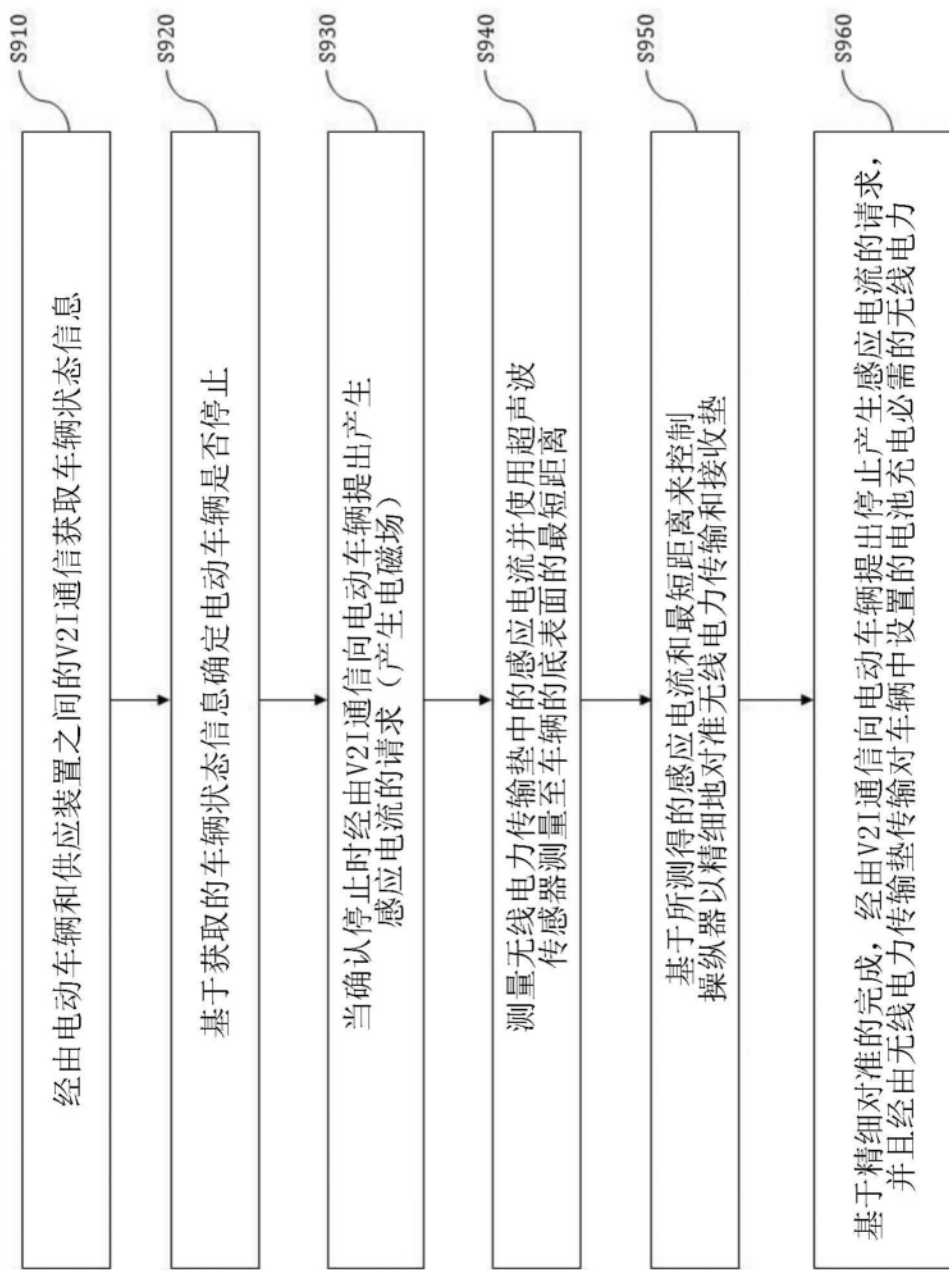 S910
经由电动车辆和供应装置之间的V2I通信获取车辆状态信息
S920
基于获取的车辆状态信息确定电动车辆是否停止
S930
当确认停止时经由V2I通信向电动车辆提出产生
感应电流的请求（产生电磁场）
S940
测量无线电力传输垫中的感应电流并使用超声波
传感器测量至车辆的底表面的最短距离
S950
基于所测得的感应电流和最短距离来控制
操纵器以精细地对准无线电力传输和接收垫
S960
基于精细对准的完成，经由V2I通信向电动车辆提出停止产生感应电流的请求，
并且经由无线电力传输垫传输对车辆中设置的电池充电必需的无线电力